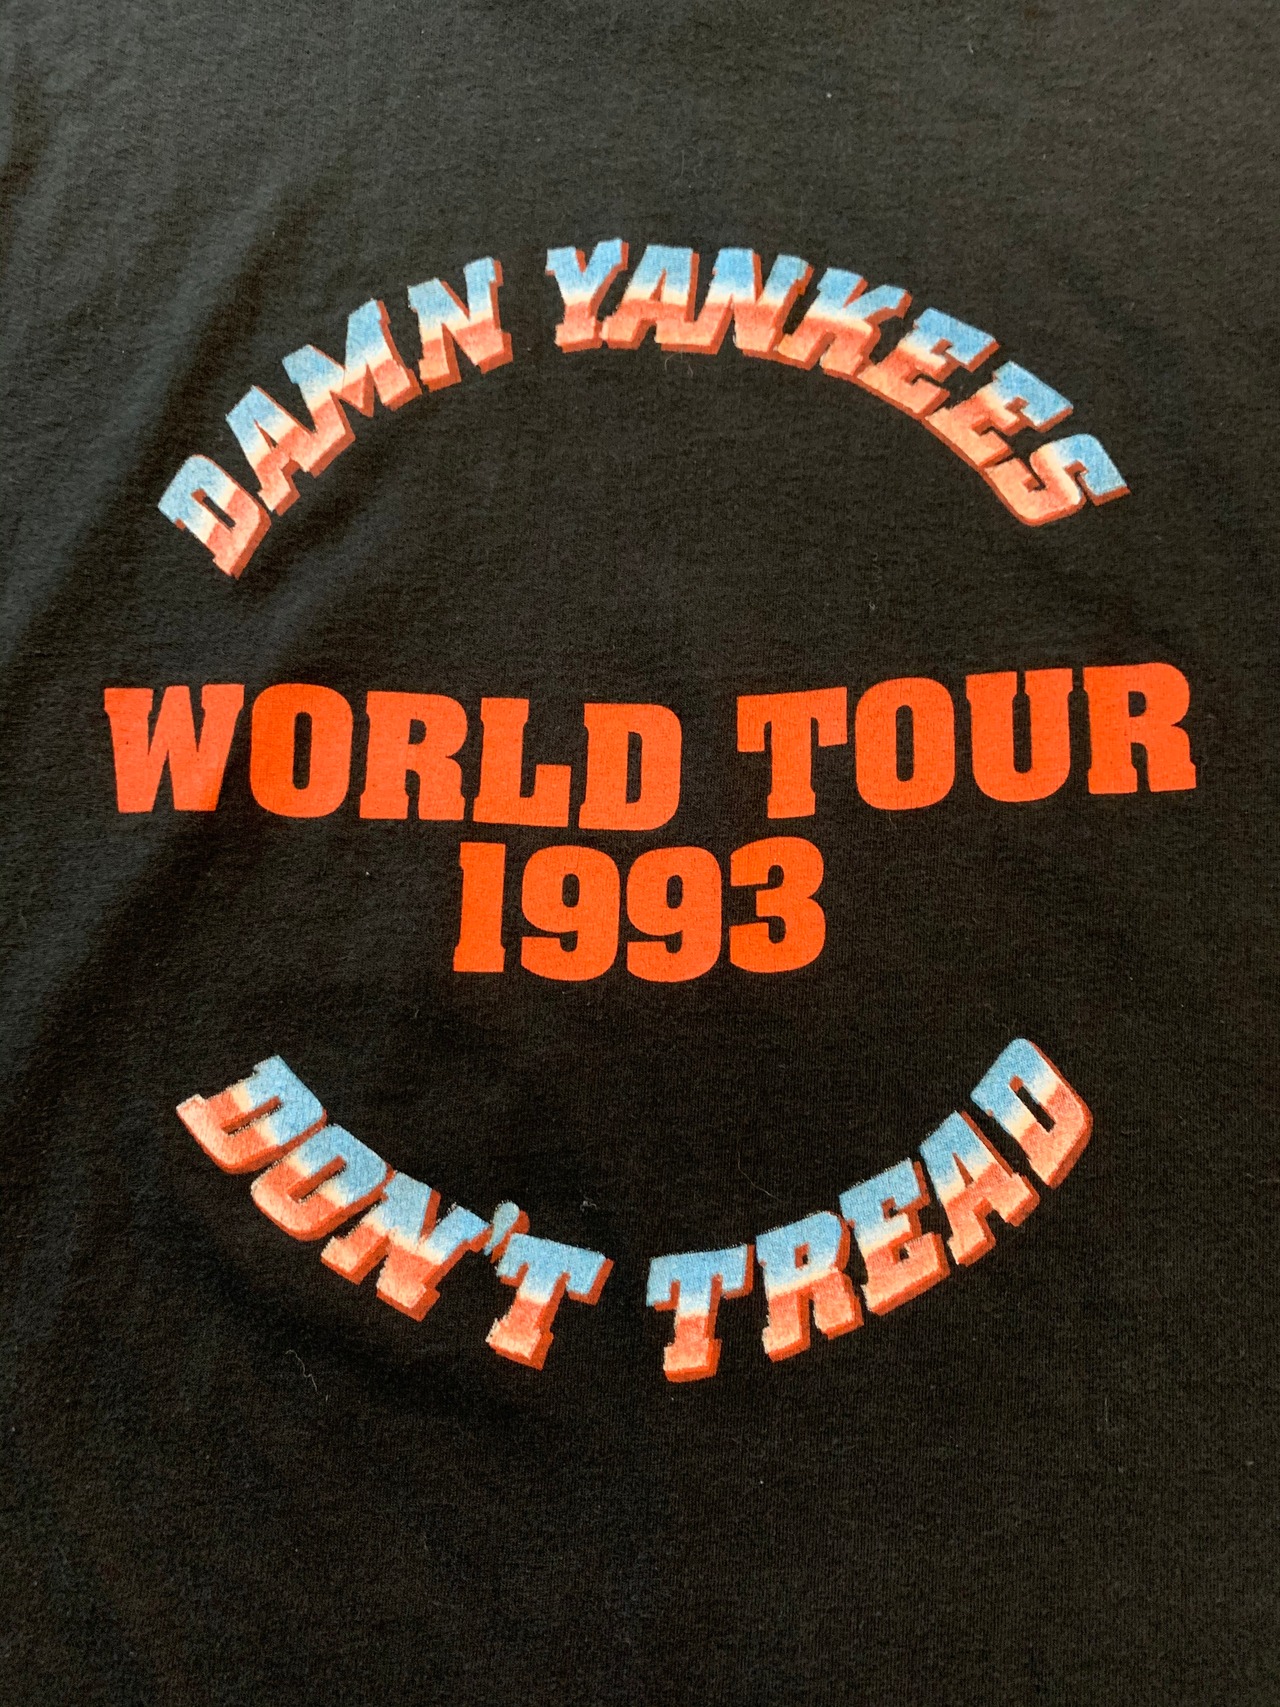 DAMN YANKEES
WORLD TOUR
1993
DON'T TREAD